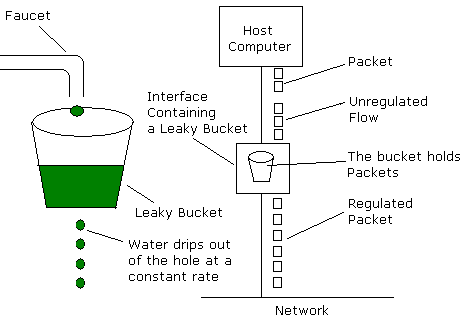 Faucet
Leaky Bucket
Water drips out
of the hole at a
constant rate
Host
Computer
Packet
Unregulated
Flow
Interface
Containing
a Leaky Bucket
The bucket holds
Packets
Regulated
Packet
Network